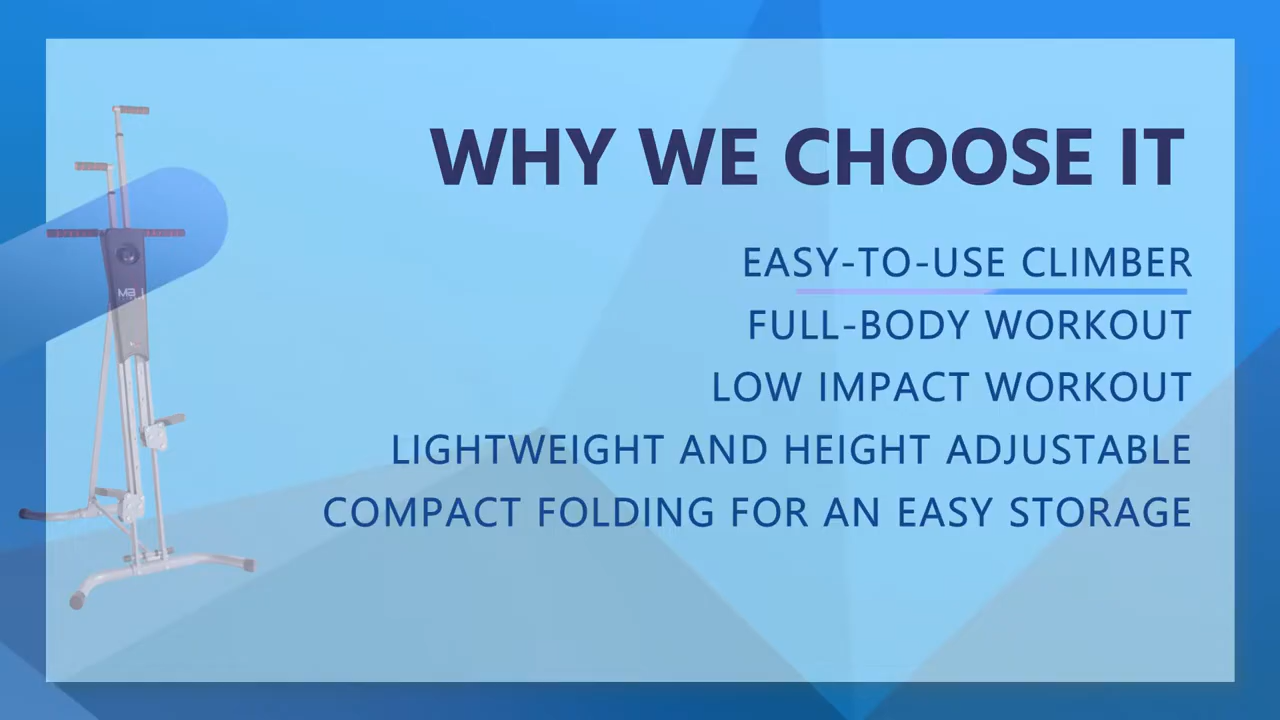 WHY WE CHOOSE IT
EASY-TO-USE CLIMBER
FULL-BODY WORKOUT
LOW IMPACT WORKOUT
LIGHTWEIGHT AND HEIGHT ADJUSTABLE
COMPACT FOLDING FOR AN EASY STORAGE